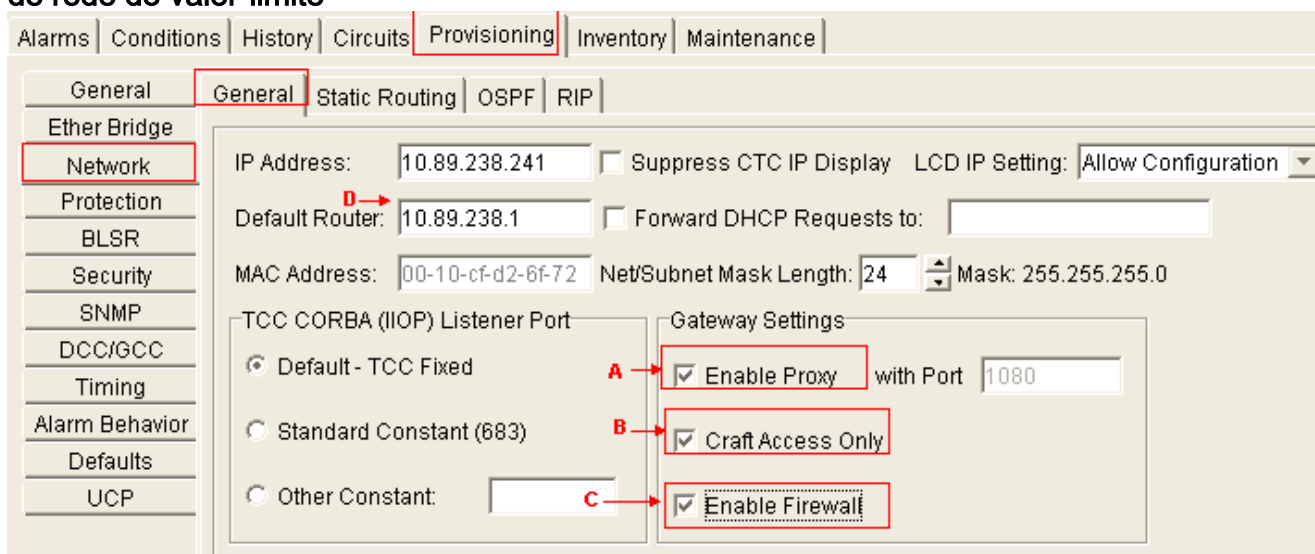 de rede do valor limite
Alarms Conditions History Circuits Provisioning Inventory Maintenance
General
Ether Bridge
Network
Protection
BLSR
Security
SNMP
DCC/GCC
Timing
Alarm Behavior
Defaults
UCP
General Static Routing OSPF RIP
IP Address: 10.89.238.241 Suppress CTC IP Display LCD IP Setting: Allow Configuration
D
Default Router: 10.89.238.1 Forward DHCP Requests to:
MAC Address: 00-10-cf-d2-6f-72 Net/Subnet Mask Length: 24 Mask: 255.255.255.0
TCC CORBA (IIOP) Listener Port
Default - TCC Fixed
Standard Constant (683)
Other Constant:
Gateway Settings
A Enable Proxy with Port 1080
B Craft Access Only
C Enable Firewall